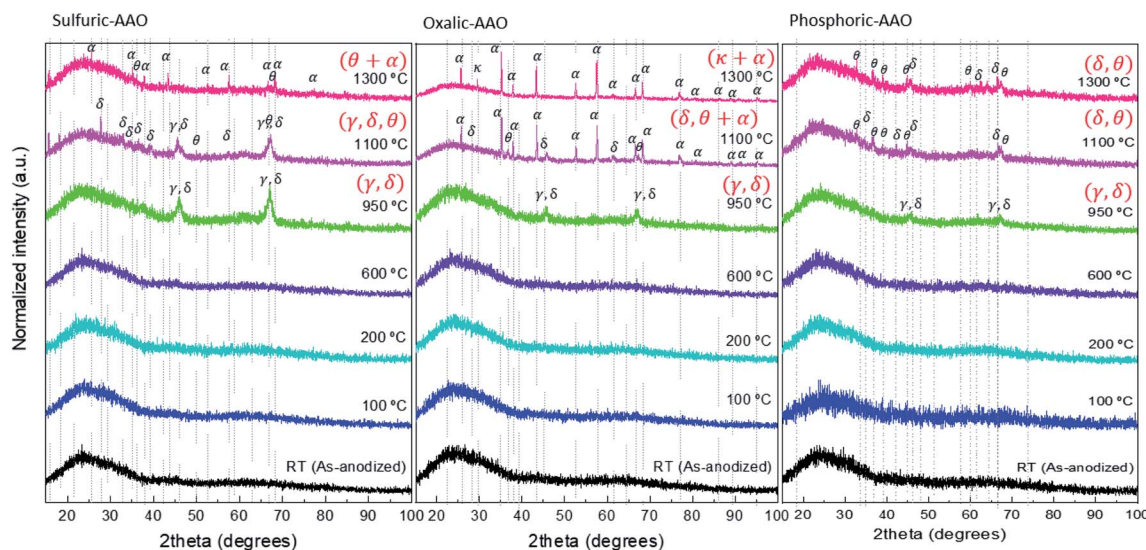 Sulfuric-AAO
Oxalic-AAO
Phosphoric-AAO
Normalized intensity (a.u.)
α α θ α α α α α θ α α
(θ + α)
1300 °C
δ δ δ θ δ γ,δ θ δ γ,θ,δ
(γ, δ, θ)
1100 °C
γ, δ γ, δ
(γ, δ)
950 °C
600 °C
200 °C
100 °C
RT (As-anodized)
20 30 40 50 60 70 80 90 100
2theta (degrees)
α κ α α α α α α α α α α α α α
(κ + α)
1300 °C
α δ α θ α α δ α α δ α θ α α α α α α
(δ, θ + α)
1100 °C
γ, δ γ, δ
(γ, δ)
950 °C
600 °C
200 °C
100 °C
RT (As-anodized)
20 30 40 50 60 70 80 90 100
2theta (degrees)
θ δ θ θ δ θ δ δ θ
(δ, θ)
1300 °C
θ δ θ θ δ θ δ δ θ
(δ, θ)
1100 °C
γ, δ γ, δ
(γ, δ)
950 °C
600 °C
200 °C
100 °C
RT (As-anodized)
20 30 40 50 60 70 80 90 100
2theta (degrees)